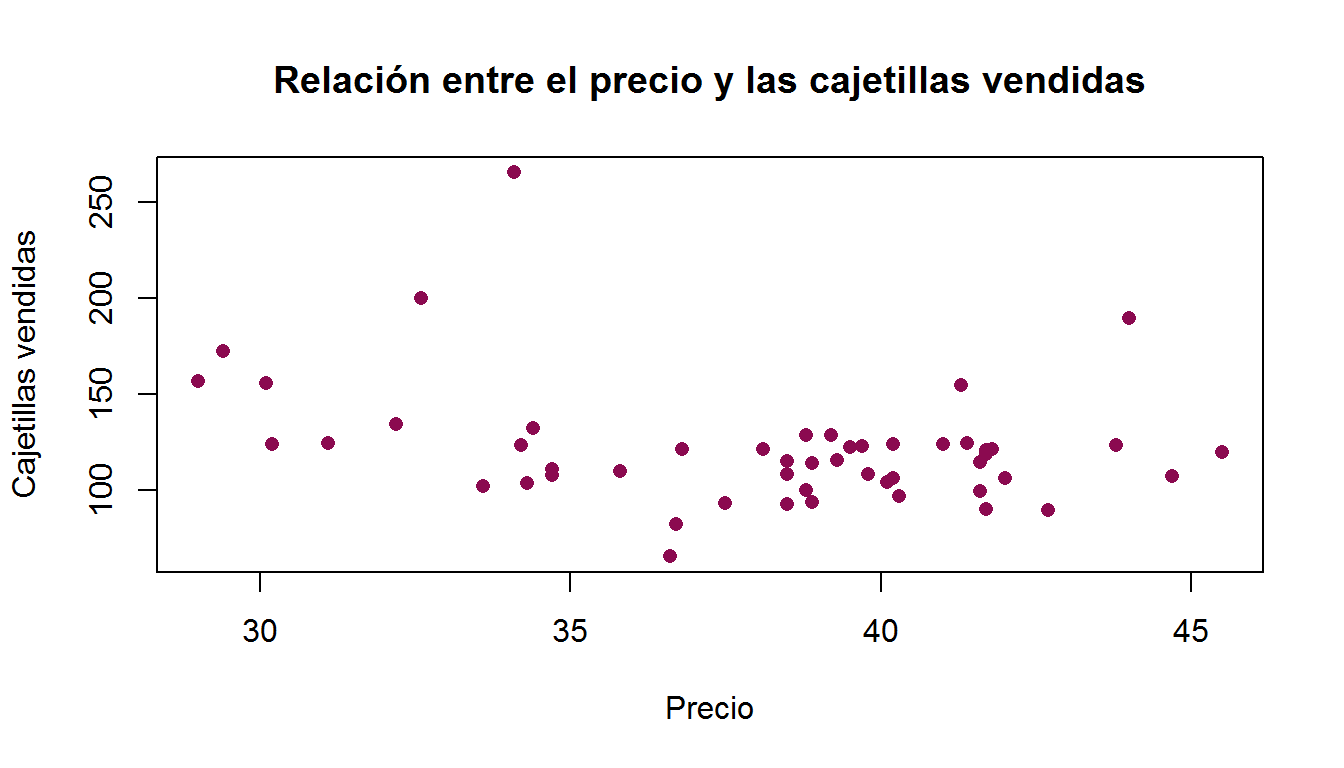 Relación entre el precio y las cajetillas vendidas
Cajetillas vendidas
250
200
150
100
30 35 40 45
Precio